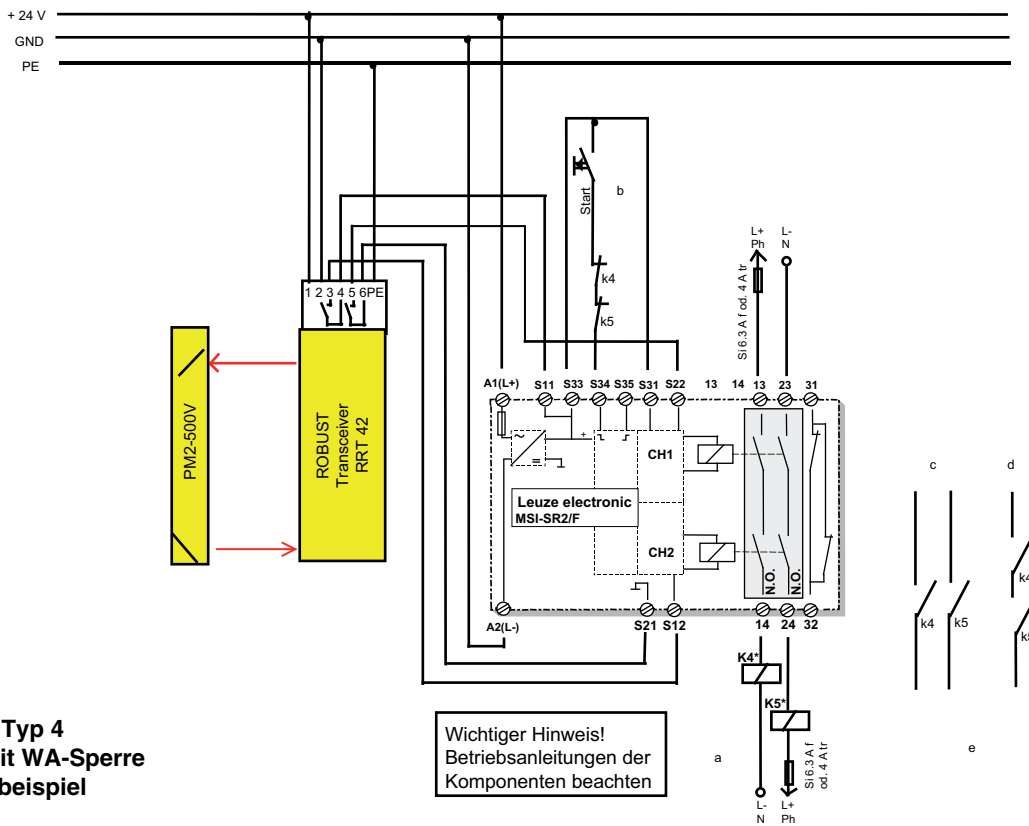 + 24 V
GND
PE
b
Start
k4
k5
L+
Ph
L-
N
Si 6.3 A f od. 4 A tr
1 2 3 4 5 6PE
PM2-500V
ROBUST
Transceiver
RRT 42
A1(L+) S11 S33 S34 S35 S31 S22 13 14 13 23 31
~
=
+
CH1
Leuze electronic
MSI-SR2/F
CH2
N.O. N.O.
A2(L-) S21 S12 14 24 32
c
d
k4
k5
k4
k5
K4*
K5*
Si 6.3 A f
od. 4 A tr
a
e
L-
N
L+
Ph
Typ 4
it WA-Sperre
beispiel
Wichtiger Hinweis!
Betriebsanleitungen der
Komponenten beachten